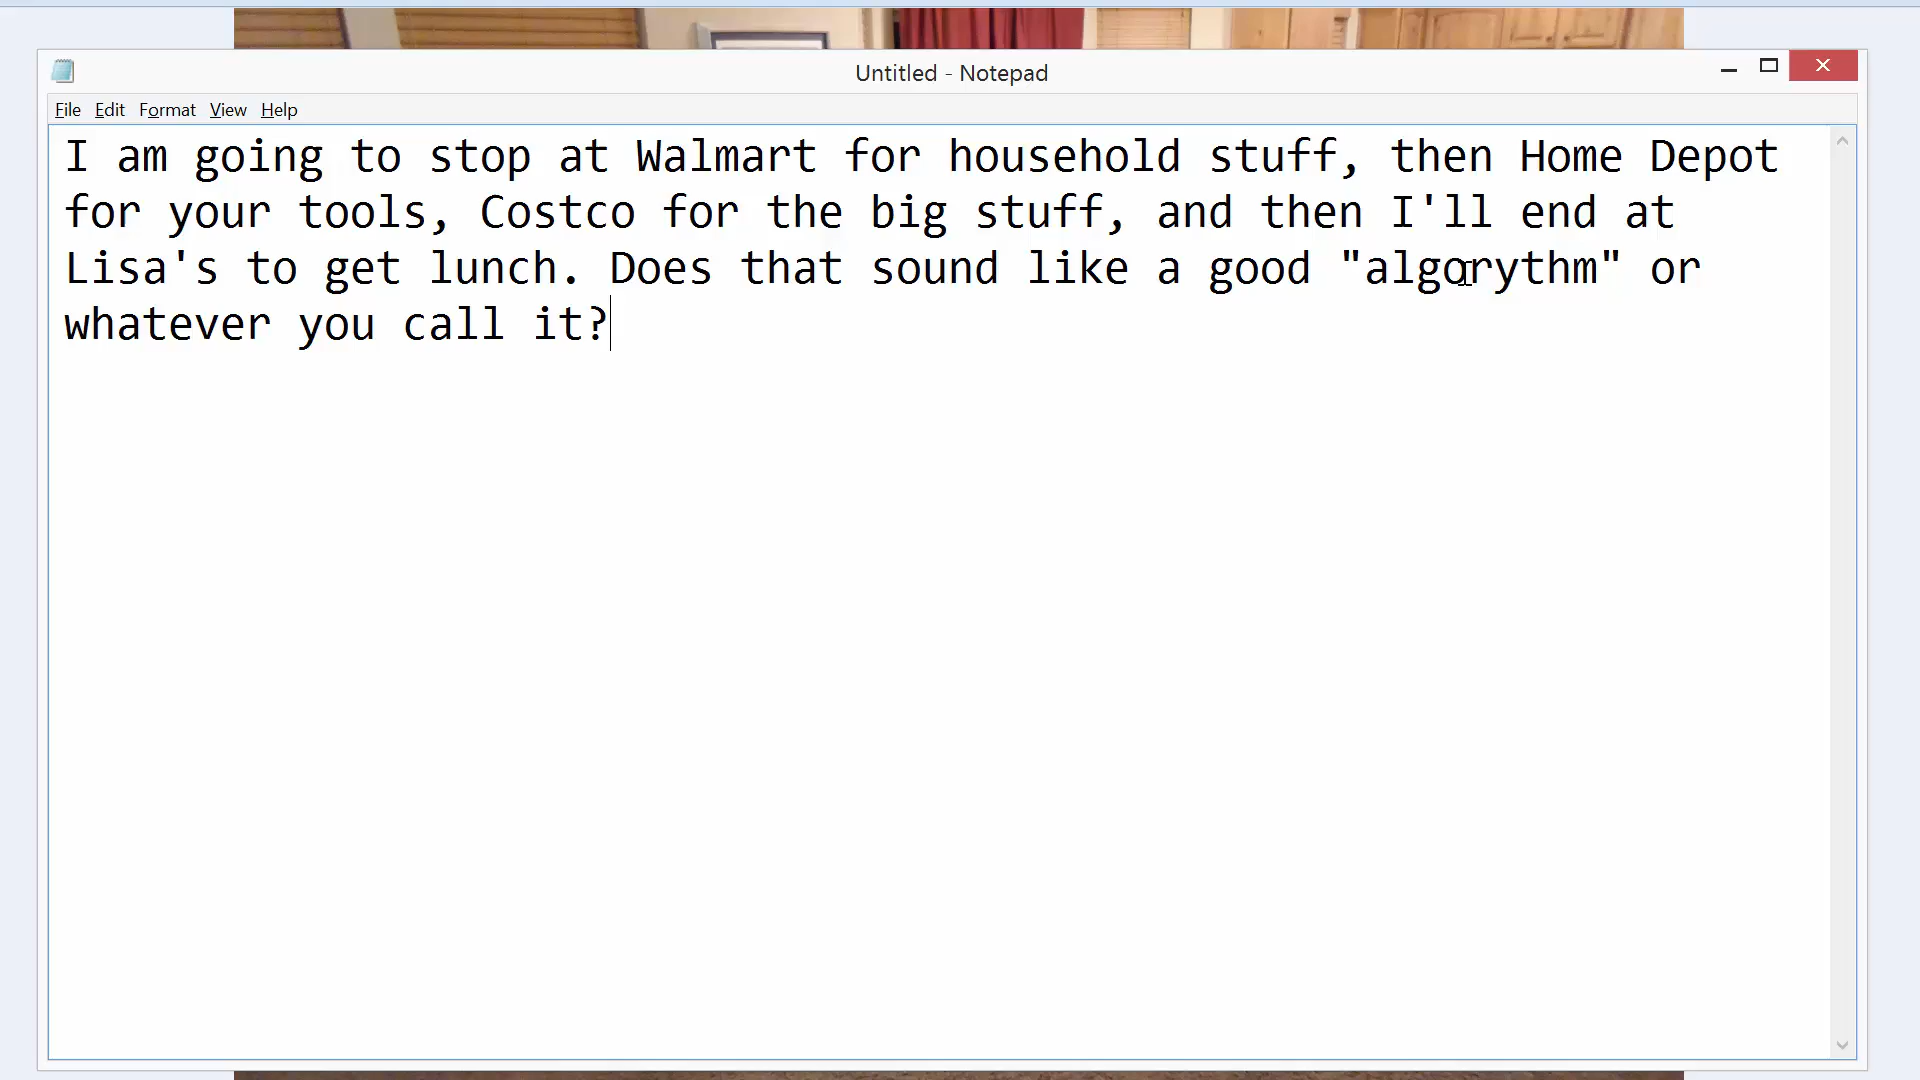 Untitled - Notepad
File Edit Format View Help
I am going to stop at Walmart for household stuff, then Home Depot
for your tools, Costco for the big stuff, and then I'll end at
Lisa's to get lunch. Does that sound like a good "algorythm" or
whatever you call it?